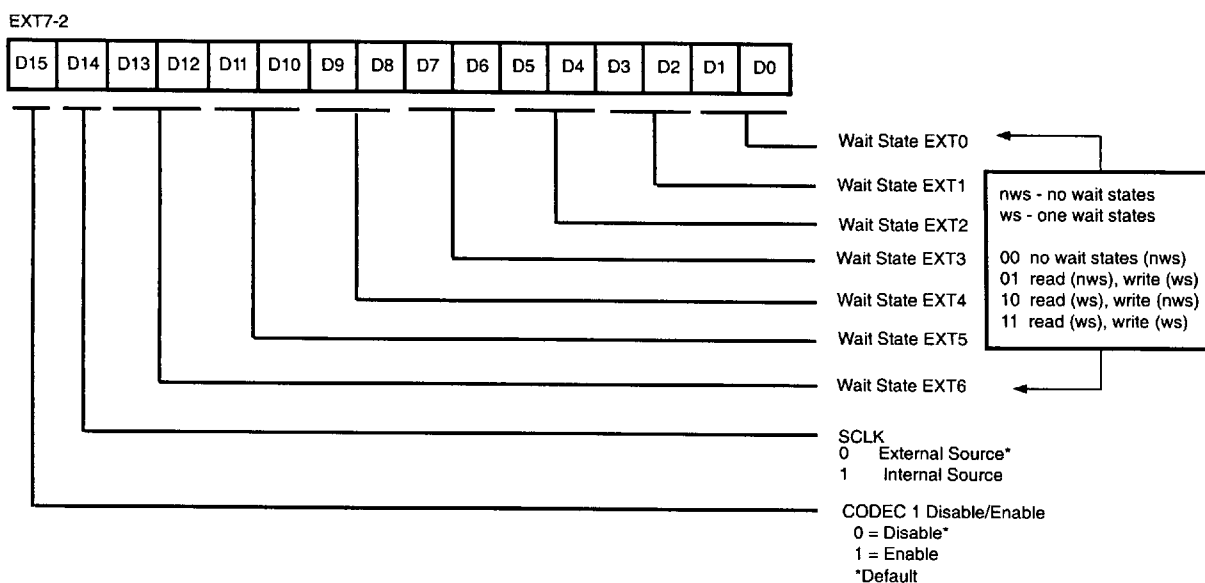 EXT7-2
D15 D14 D13 D12 D11 D10 D9 D8 D7 D6 D5 D4 D3 D2 D1 D0
Wait State EXT0
Wait State EXT1
Wait State EXT2
Wait State EXT3
Wait State EXT4
Wait State EXT5
Wait State EXT6
nws - no wait states
ws - one wait states
00 no wait states (nws)
01 read (nws), write (ws)
10 read (ws), write (nws)
11 read (ws), write (ws)
SCLK
0 External Source*
1 Internal Source
CODEC 1 Disable/Enable
0 = Disable*
1 = Enable
*Default